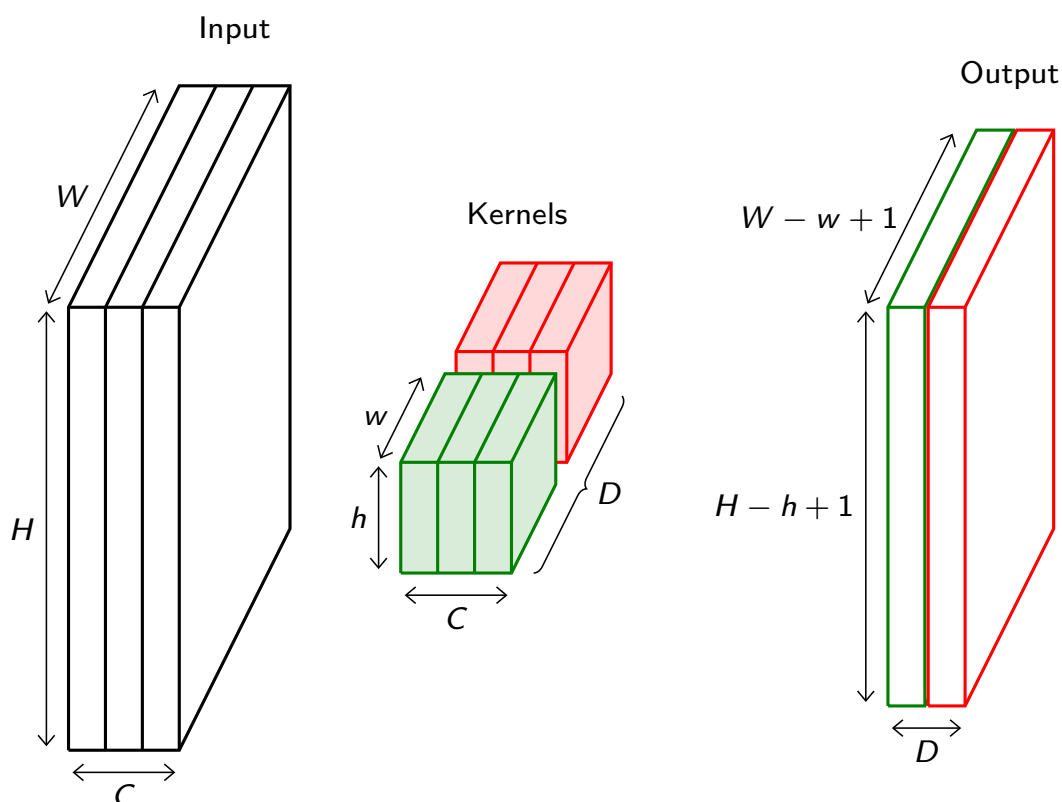 Input
W
H
C
Kernels
w
h
C
D
Output
W − w + 1
H − h + 1
D